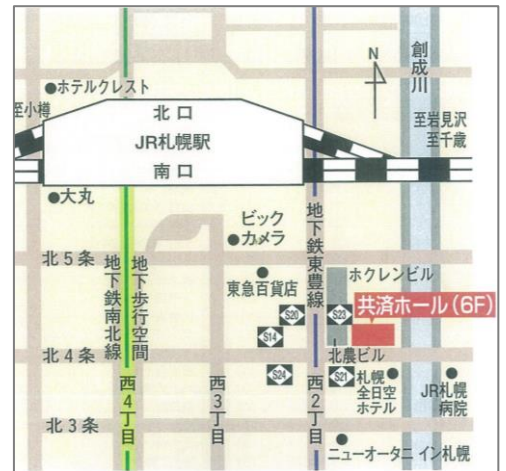 N
創成川
ホテルクレスト
至小樽
北口
JR札幌駅
南口
至岩見沢
至千歳
大丸
ビック
カメラ
地下鉄東豊線
北5条
地下鉄南北線
地下歩行空間
東急百貨店
ホクレンビル
共済ホール(6F)
S20
S23
S14
北4条
北農ビル
S24
S21
札幌
全日空
ホテル
JR札幌
病院
西4丁目
西3丁目
西2丁目
北3条
ニューオータニイン札幌